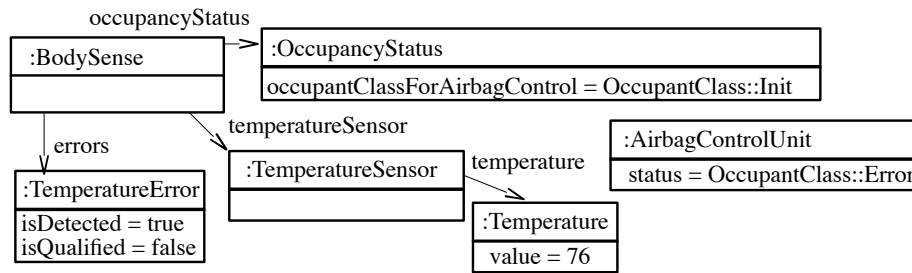 occupancyStatus
:BodySense
:OccupancyStatus
occupantClassForAirbagControl = OccupantClass::Init
errors
temperatureSensor
:AirbagControlUnit
status = OccupantClass::Error
:TemperatureError
isDetected = true
isQualified = false
:TemperatureSensor
temperature
:Temperature
value = 76